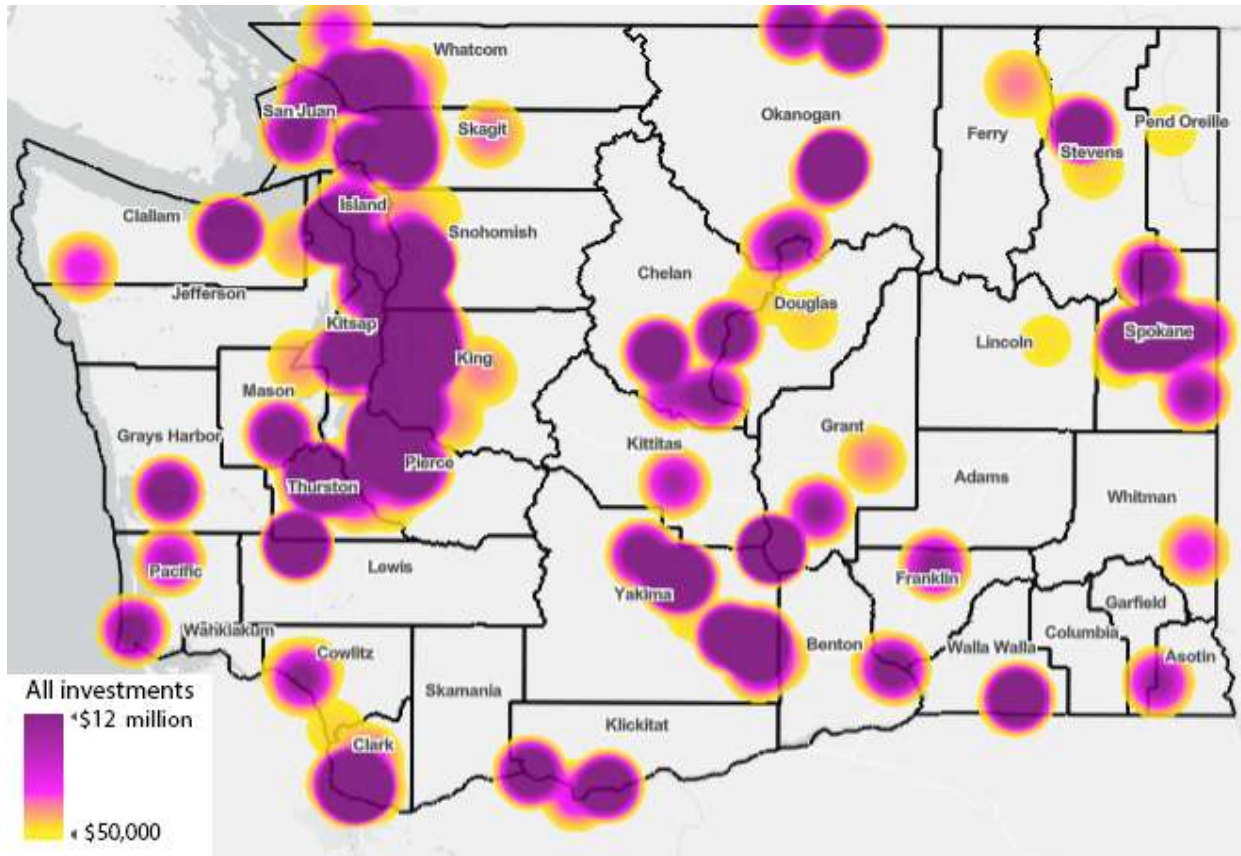 Whatcom
San Juan
Skagit
Okanogan
Ferry
Pend Oreille
Stevens
Island
Clallam
Snohomish
Chelan
Jefferson
Douglas
Kitsap
King
Lincoln
Spokane
Mason
Grays Harbor
Grant
Kittitas
Pierce
Adams
Thurston
Whitman
Pacific
Lewis
Franklin
Yakima
Garfield
Wahkiakum
Benton
Walla Walla
Columbia
Cowlitz
Asotin
Skamania
Klickitat
Clark
All investments
$12 million
$50,000